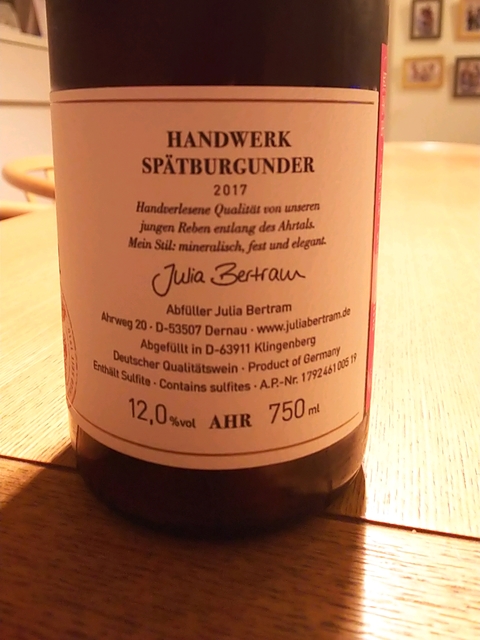 HANDWERK
SPÄTBURGUNDER
2017
Handverlesene Qualität von unseren
jungen Reben entlang des Ahrtals.
Mein Stil: mineralisch, fest und elegant.
Julia Bertram
Abfüller Julia Bertram
Ahrweg 20 · D-53507 Dernau · www.juliabertram.de
Abgefüllt in D-63911 Klingenberg
Deutscher Qualitätswein · Product of Germany
Enthält Sulfite · Contains sulfites · A.P.-Nr. 1792 461 005 19
12,0 %vol AHR 750 ml